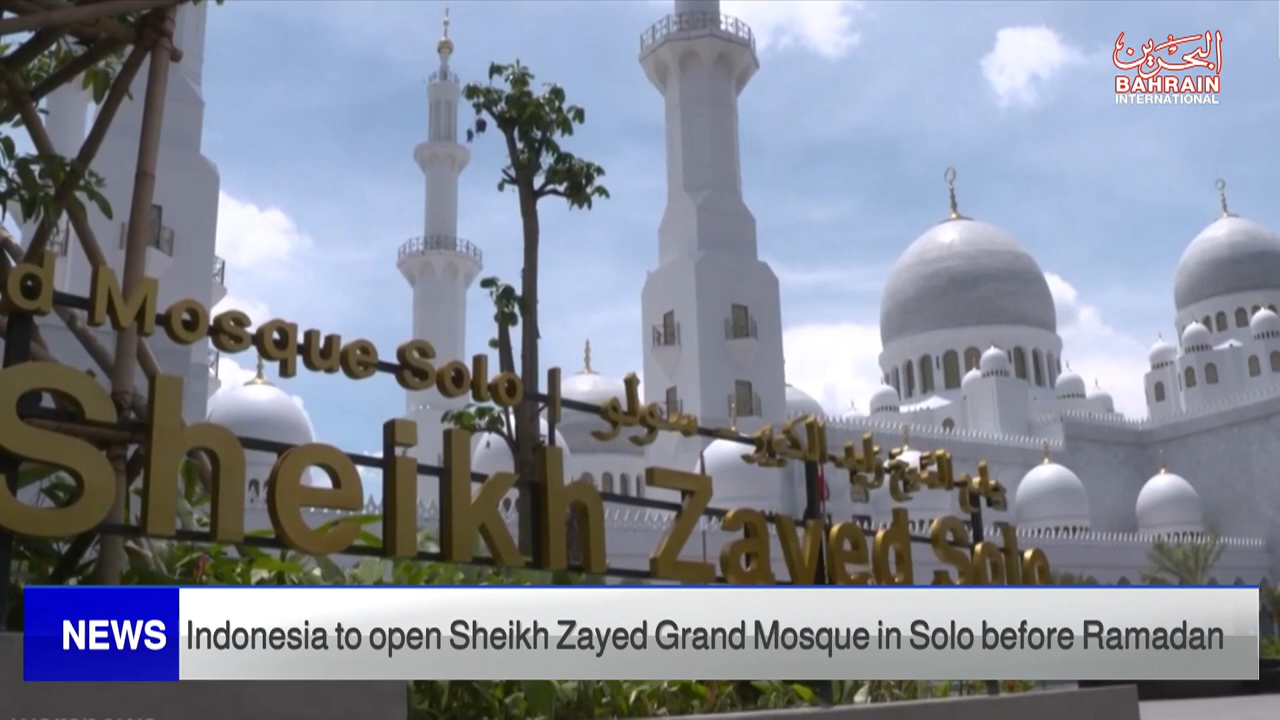 البحرين
BAHRAIN
INTERNATIONAL
d Mosque Solo |
Sheikh Zayed Solo
NEWS Indonesia to open Sheikh Zayed Grand Mosque in Solo before Ramadan